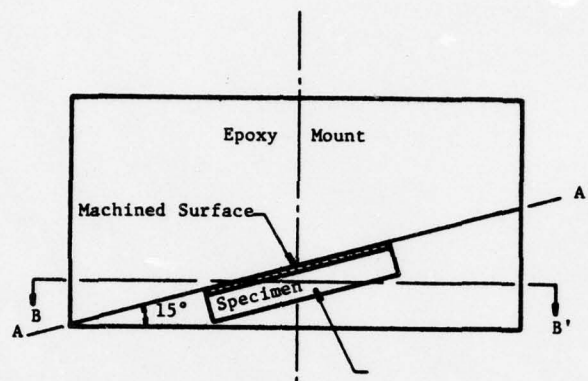 Epoxy Mount
A
Machined Surface
B
Specimen
15°
A
B'